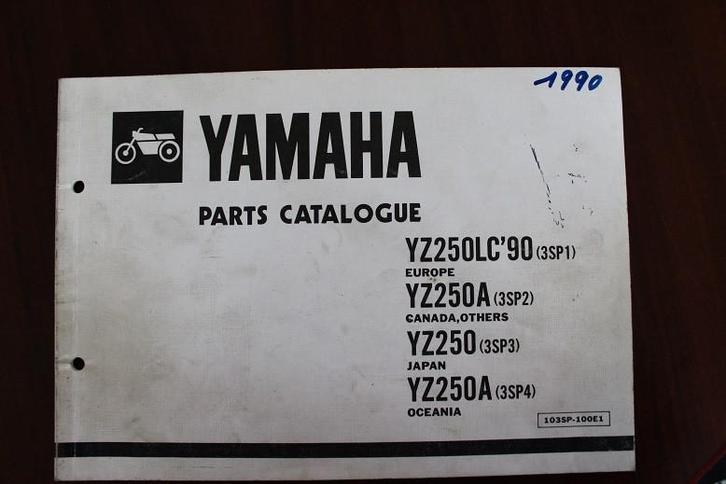 1990
YAMAHA
PARTS CATALOGUE
YZ250LC'90 (3SP1)
EUROPE
YZ250A (3SP2)
CANADA,OTHERS
YZ250 (3SP3)
JAPAN
YZ250A (3SP4)
OCEANIA
103SP-100E1